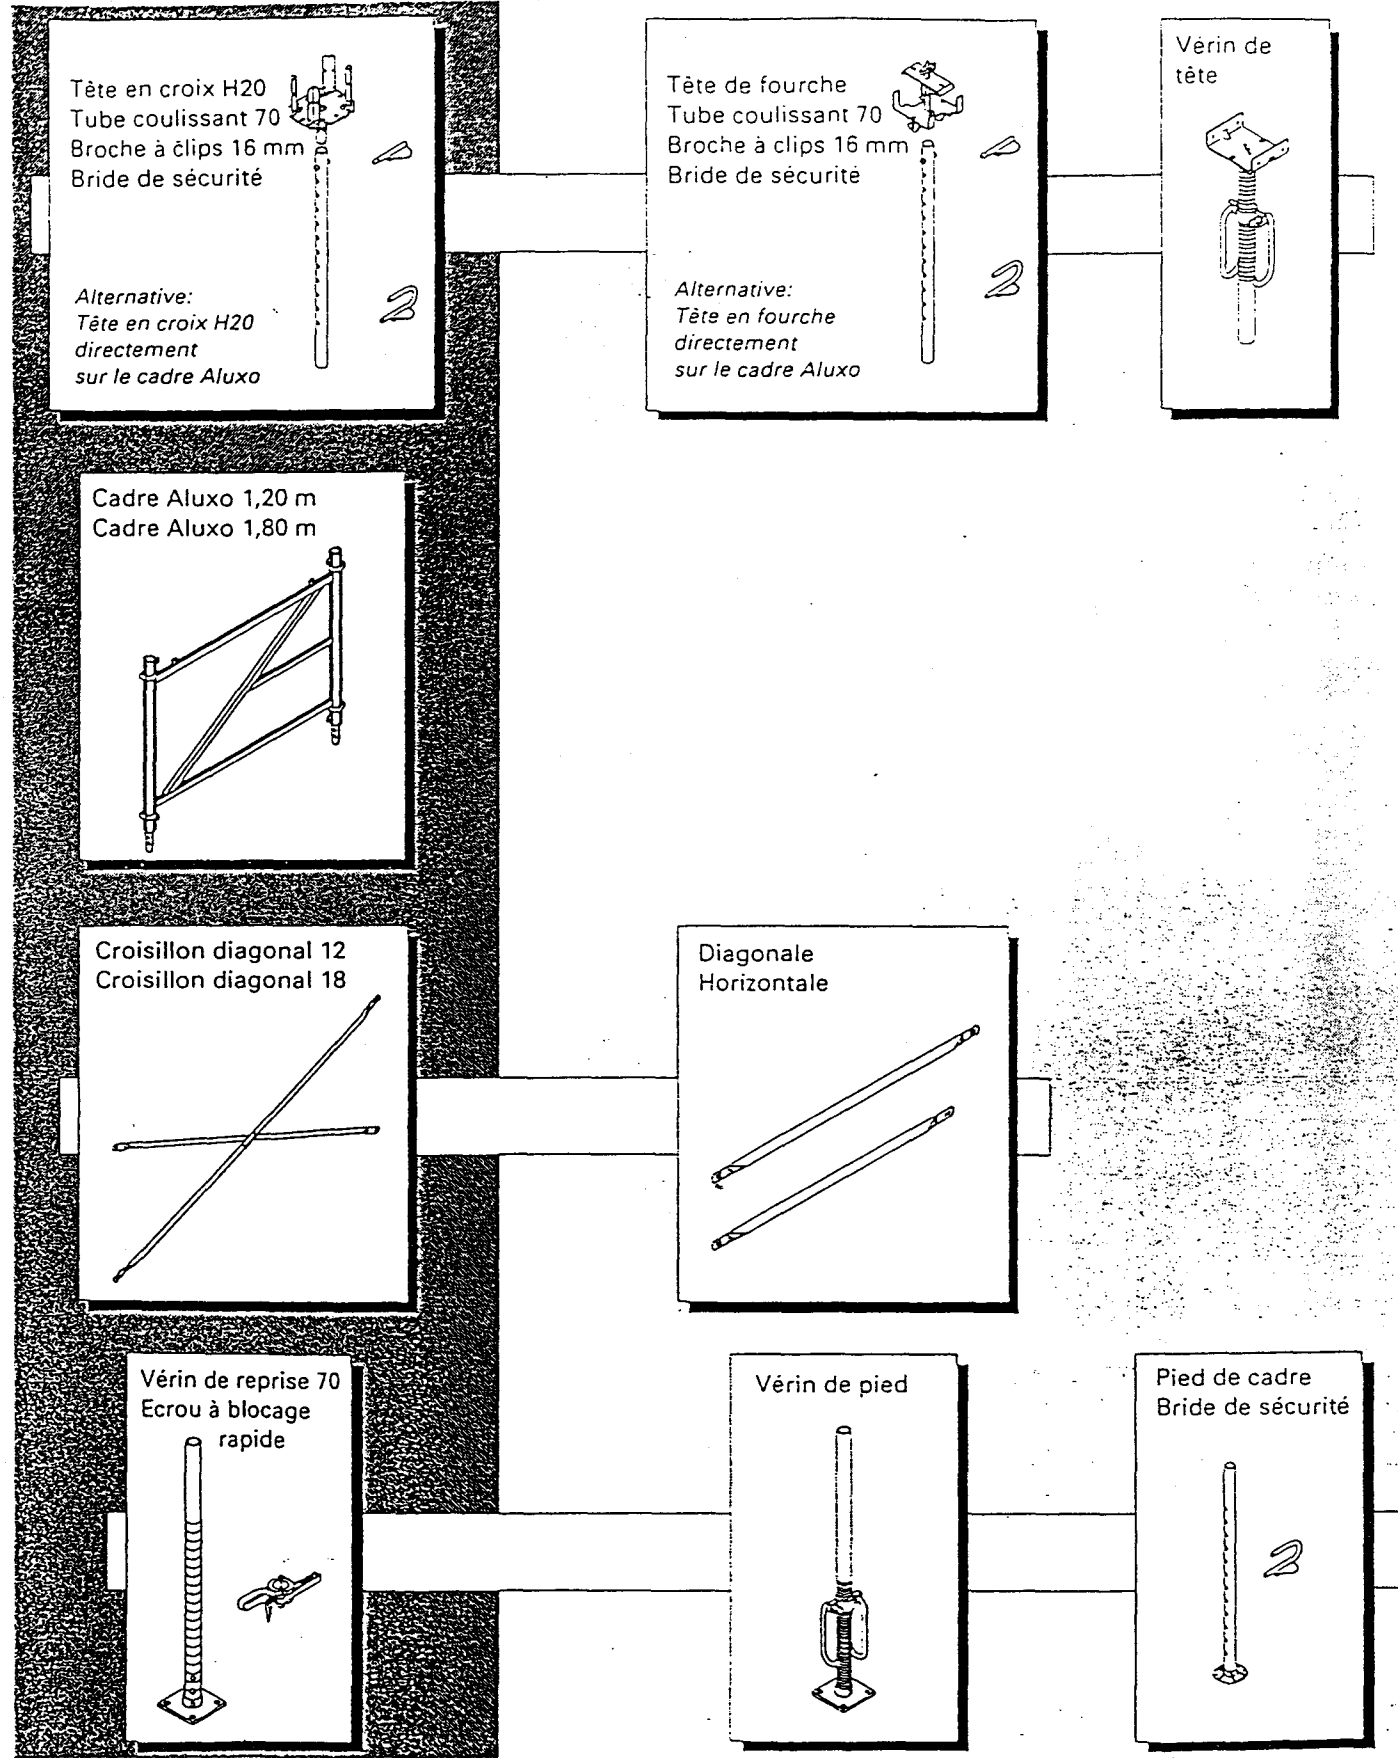 Tête en croix H20
Tube coulissant 70
Broche à clips 16 mm
Bride de sécurité
Alternative:
Tête en croix H20
directement
sur le cadre Aluxo
Tête de fourche
Tube coulissant 70
Broche à clips 16 mm
Bride de sécurité
Alternative:
Tête en fourche
directement
sur le cadre Aluxo
Vérin de
tête
Cadre Aluxo 1,20 m
Cadre Aluxo 1,80 m
Croisillon diagonal 12
Croisillon diagonal 18
Diagonale
Horizontale
Vérin de reprise 70
Ecrou à blocage
rapide
Vérin de pied
Pied de cadre
Bride de sécurité